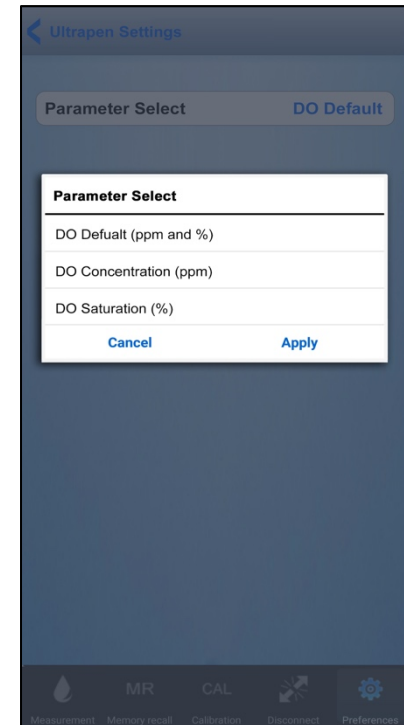 Ultrapen Settings
Parameter Select DO Default
Parameter Select
DO Defualt (ppm and %)
DO Concentration (ppm)
DO Saturation (%)
Cancel Apply
MR CAL
Measurement Memory recall Calibration Disconnect Preferences